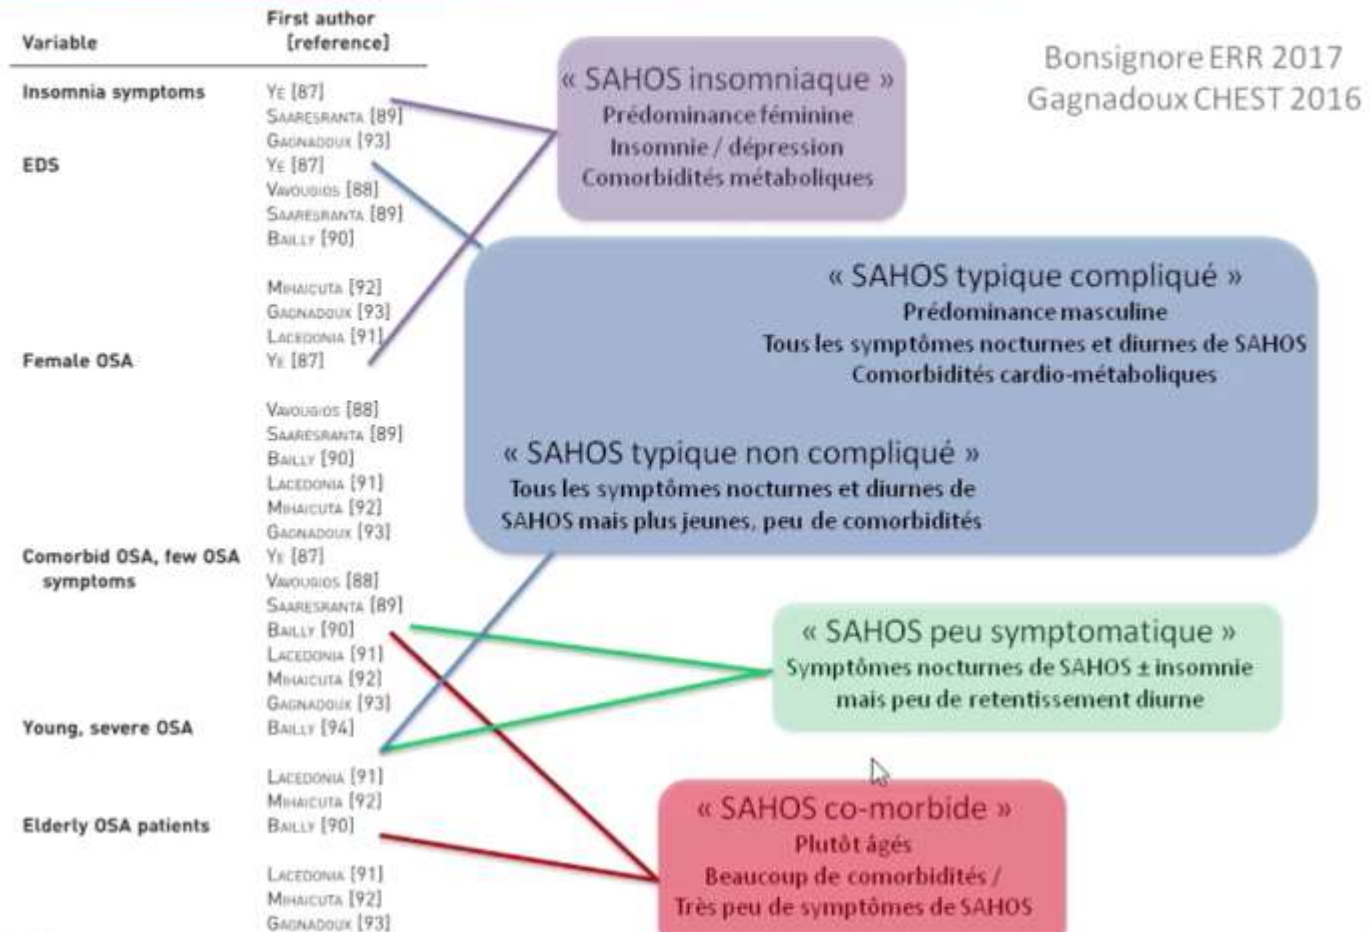 Variable
First author
[reference]
Insomnia symptoms
YE [87]
SAARESRANTA [89]
GAGNADOUX [93]
EDS
YE [87]
VAVOUGIOS [88]
SAARESRANTA [89]
BAILLY [90]
MIHAICUTA [92]
GAGNADOUX [93]
LACEDONIA [91]
Female OSA
YE [87]
VAVOUGIOS [88]
SAARESRANTA [89]
BAILLY [90]
LACEDONIA [91]
MIHAICUTA [92]
GAGNADOUX [93]
Comorbid OSA, few OSA
symptoms
YE [87]
VAVOUGIOS [88]
SAARESRANTA [89]
BAILLY [90]
LACEDONIA [91]
MIHAICUTA [92]
GAGNADOUX [93]
Young, severe OSA
BAILLY [94]
LACEDONIA [91]
MIHAICUTA [92]
Elderly OSA patients
BAILLY [90]
LACEDONIA [91]
MIHAICUTA [92]
GAGNADOUX [93]
« SAHOS insomniaque »
Prédominance féminine
Insomnie / dépression
Comorbidités métaboliques
Bonsignore ERR 2017
Gagnadoux CHEST 2016
« SAHOS typique compliqué »
Prédominance masculine
Tous les symptômes nocturnes et diurnes de SAHOS
Comorbidités cardio-métaboliques
« SAHOS typique non compliqué »
Tous les symptômes nocturnes et diurnes de
SAHOS mais plus jeunes, peu de comorbidités
« SAHOS peu symptomatique »
Symptômes nocturnes de SAHOS ± insomnie
mais peu de retentissement diurne
« SAHOS co-morbide »
Plutôt âgés
Beaucoup de comorbidités /
Très peu de symptômes de SAHOS